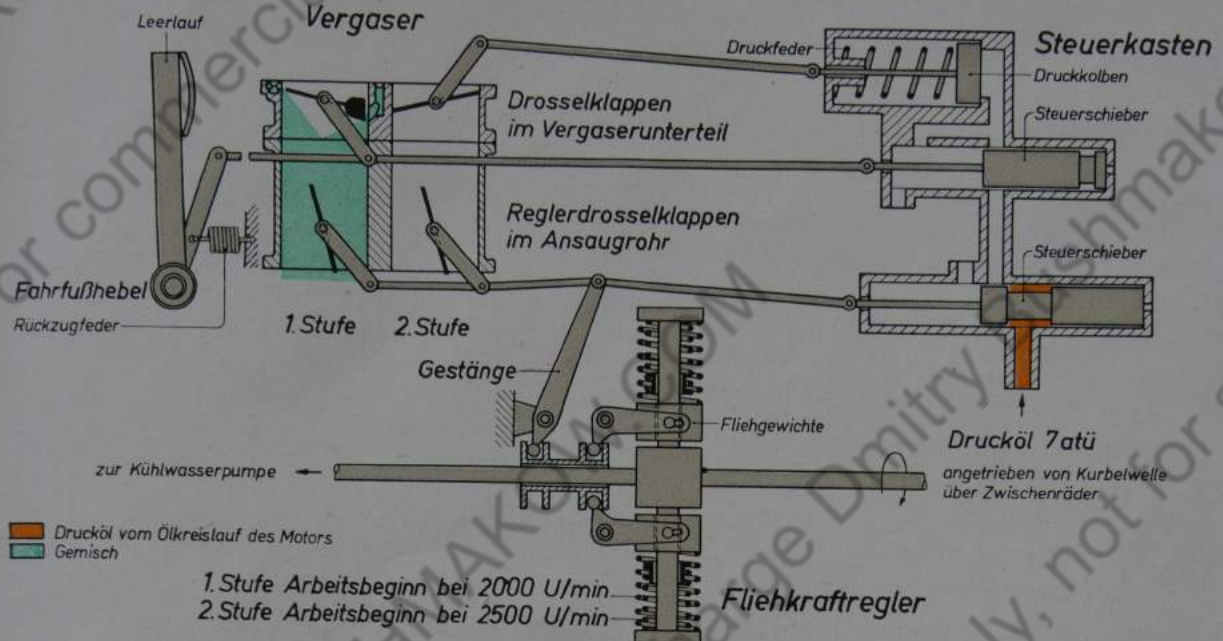 Leerlauf
Vergaser
Steuerkasten
Druckfeder
Druckkolben
Drosselklappen
im Vergaserunterteil
Steuerschieber
Reglerdrosselklappen
im Ansaugrohr
Steuerschieber
Fahrfußhebel
Rückzugfeder
1. Stufe
2. Stufe
Gestänge
Fliehgewichte
Drucköl 7 atü
zur Kühlwasserpumpe
angetrieben von Kurbelwelle
über Zwischenräder
Drucköl vom Ölkreislauf des Motors
Gemisch
1. Stufe Arbeitsbeginn bei 2000 U/min
2. Stufe Arbeitsbeginn bei 2500 U/min
Fliehkraftregler